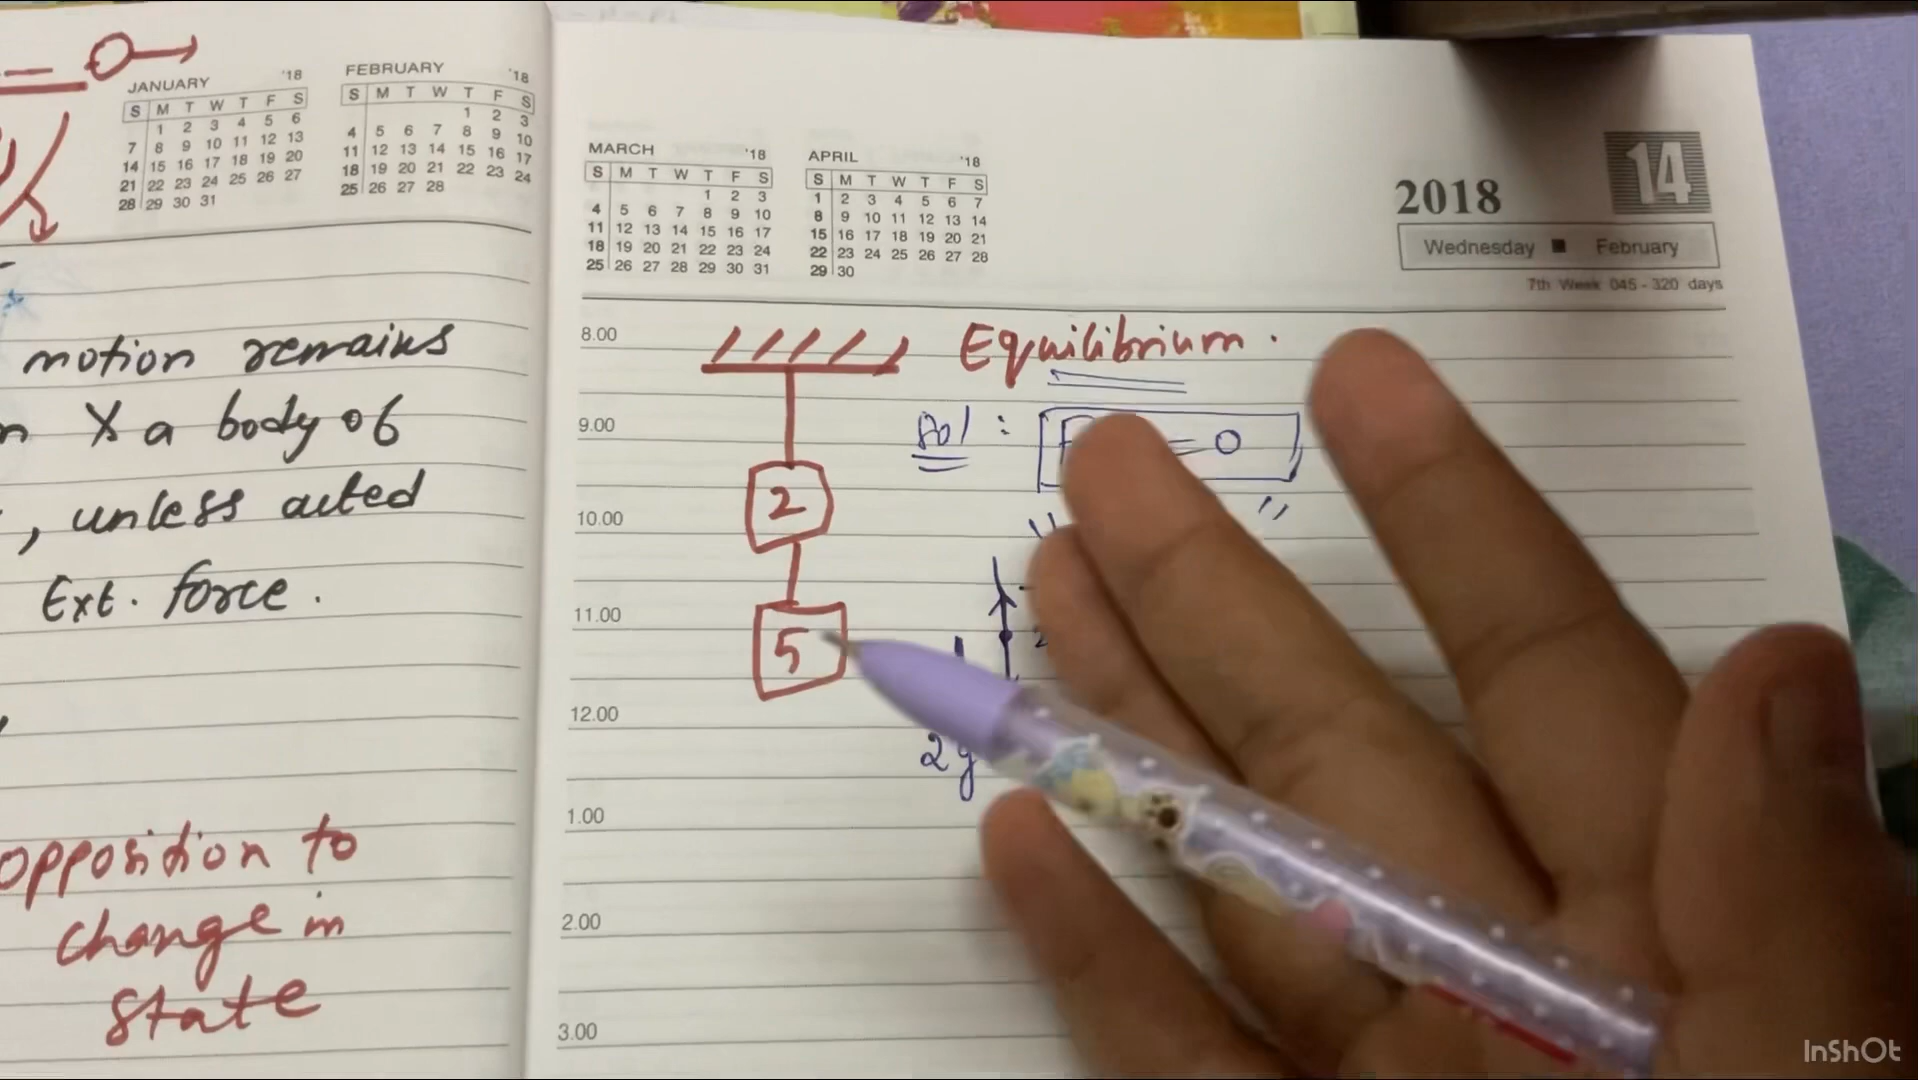 JANUARY '18
S M T W T F S
1 2 3 4 5 6
7 8 9 10 11 12 13
14 15 16 17 18 19 20
21 22 23 24 25 26 27
28 29 30 31
FEBRUARY '18
S M T W T F S
1 2 3
4 5 6 7 8 9 10
11 12 13 14 15 16 17
18 19 20 21 22 23 24
25 26 27 28
motion remains
n X a body of
, unless acted
Ext. force.
opposition to
change in
state
MARCH '18
S M T W T F S
1 2 3
4 5 6 7 8 9 10
11 12 13 14 15 16 17
18 19 20 21 22 23 24
25 26 27 28 29 30 31
APRIL '18
S M T W T F S
1 2 3 4 5 6 7
8 9 10 11 12 13 14
15 16 17 18 19 20 21
22 23 24 25 26 27 28
29 30
14
2018
Wednesday ■ February
7th Week 045-320 days
8.00
Equilibrium.
9.00
Sol : = 0
2
10.00
11.00
5
12.00
2g
1.00
2.00
3.00
InShOt